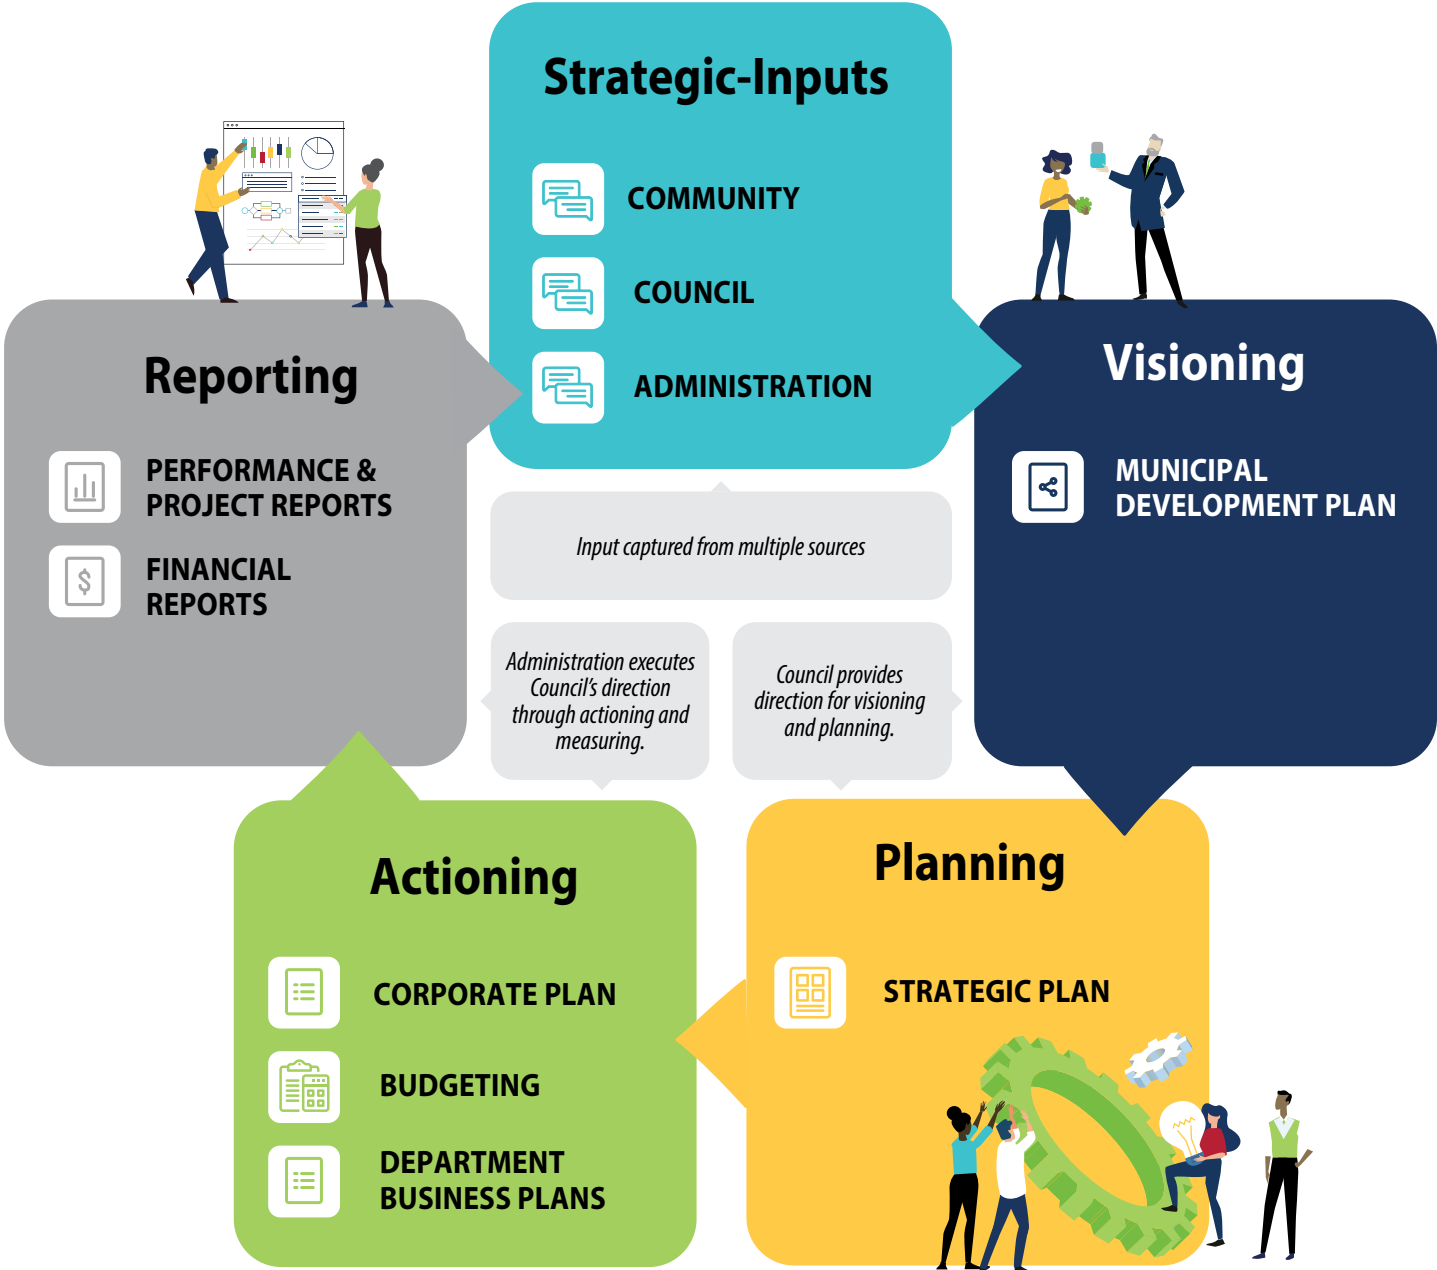 Strategic-Inputs
COMMUNITY
COUNCIL
ADMINISTRATION
Visioning
MUNICIPAL
DEVELOPMENT PLAN
Reporting
PERFORMANCE &
PROJECT REPORTS
FINANCIAL
REPORTS
Input captured from multiple sources
Administration executes
Council's direction
through actioning and
measuring.
Council provides
direction for visioning
and planning.
Planning
STRATEGIC PLAN
Actioning
CORPORATE PLAN
BUDGETING
DEPARTMENT
BUSINESS PLANS